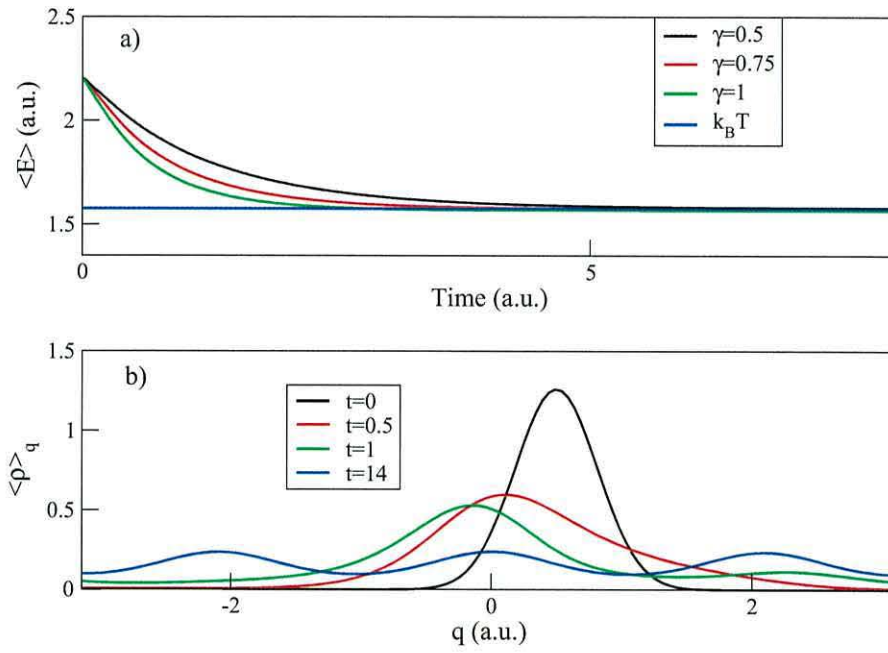 2.5
a)
γ=0.5
γ=0.75
γ=1
k_BT
2
<E> (a.u.)
1.5
0
5
Time (a.u.)
1.5
b)
t=0
t=0.5
t=1
t=14
1
<ρ>_q
0.5
0
-2
0
2
q (a.u.)